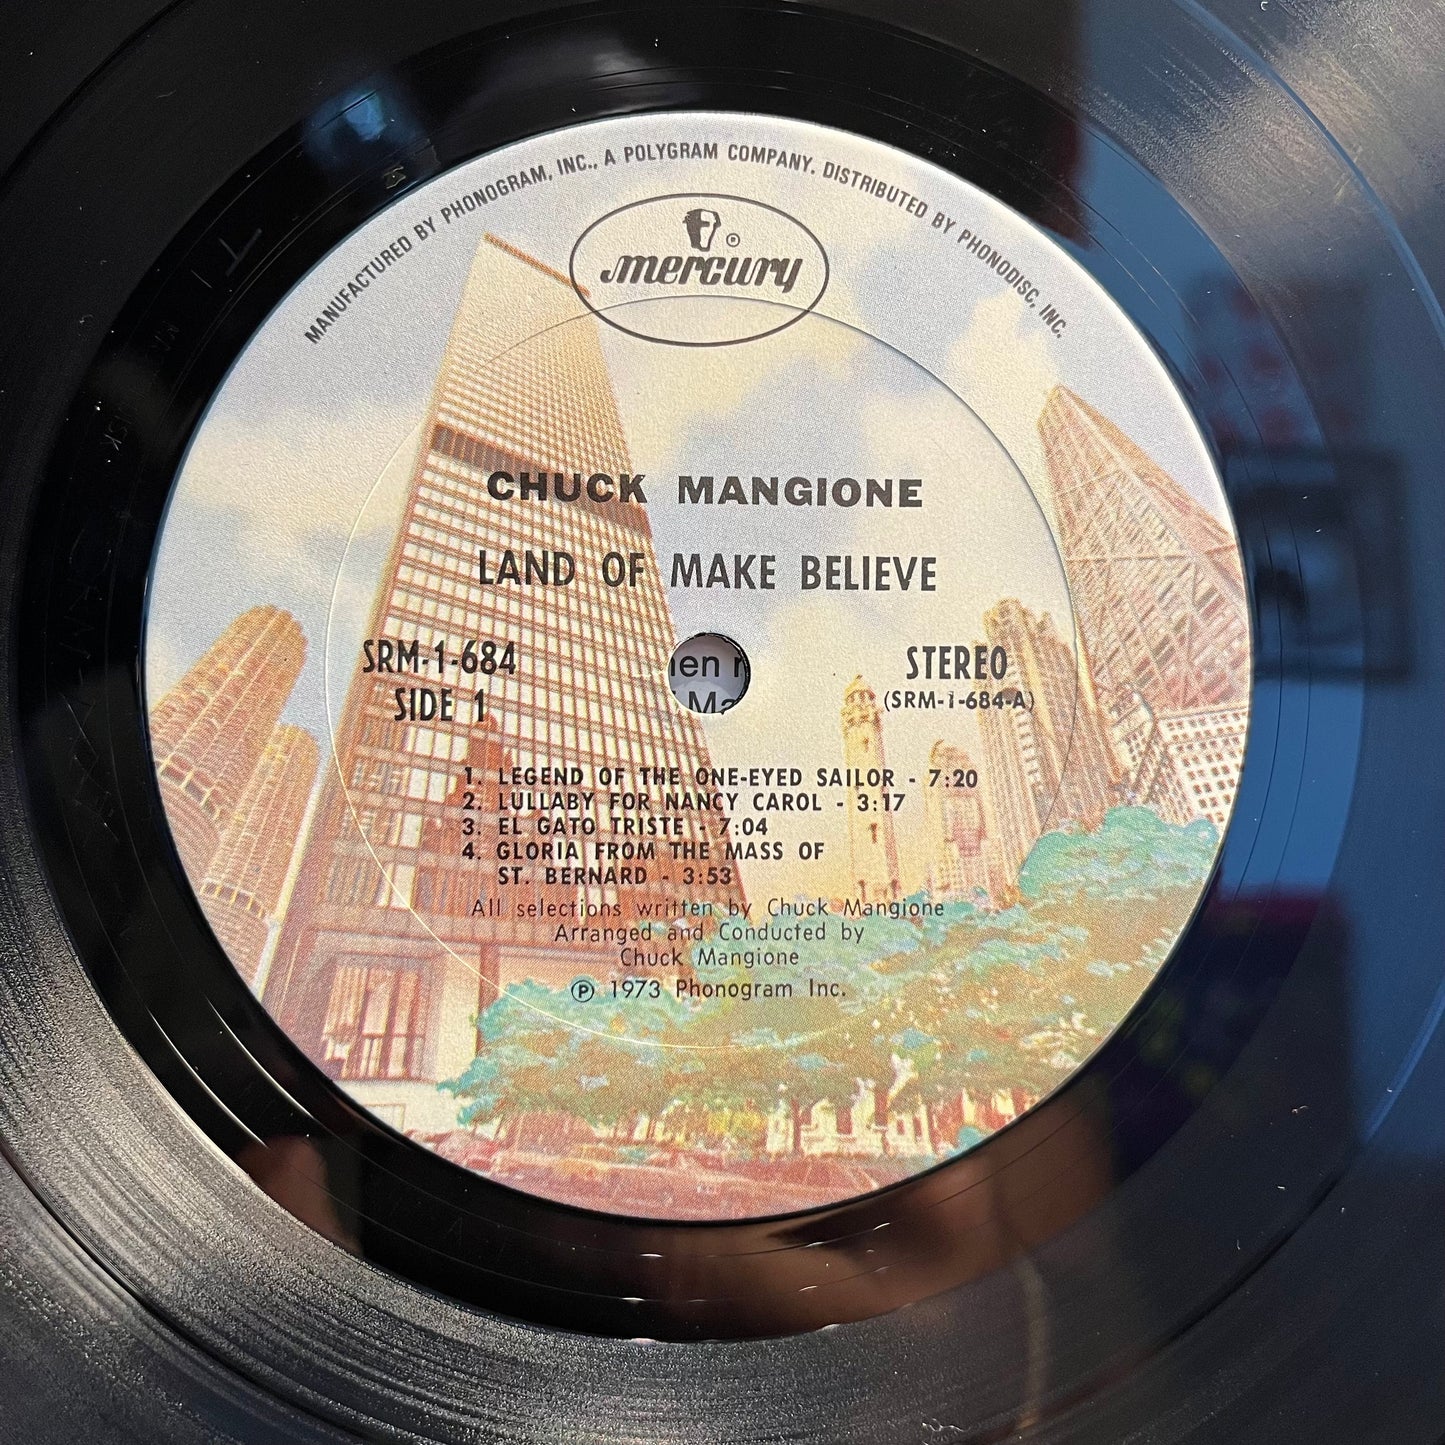 MANUFACTURED BY PHONOGRAM, INC., A POLYGRAM COMPANY. DISTRIBUTED BY PHONODISC, INC.
mercury ®
CHUCK MANGIONE
LAND OF MAKE BELIEVE
SRM-1-684
SIDE 1
STEREO
(SRM-1-684-A)
1. LEGEND OF THE ONE-EYED SAILOR - 7:20
2. LULLABY FOR NANCY CAROL - 3:17
3. EL GATO TRISTE - 7:04
4. GLORIA FROM THE MASS OF
ST. BERNARD - 3:53
All selections written by Chuck Mangione
Arranged and Conducted by
Chuck Mangione
℗ 1973 Phonogram Inc.